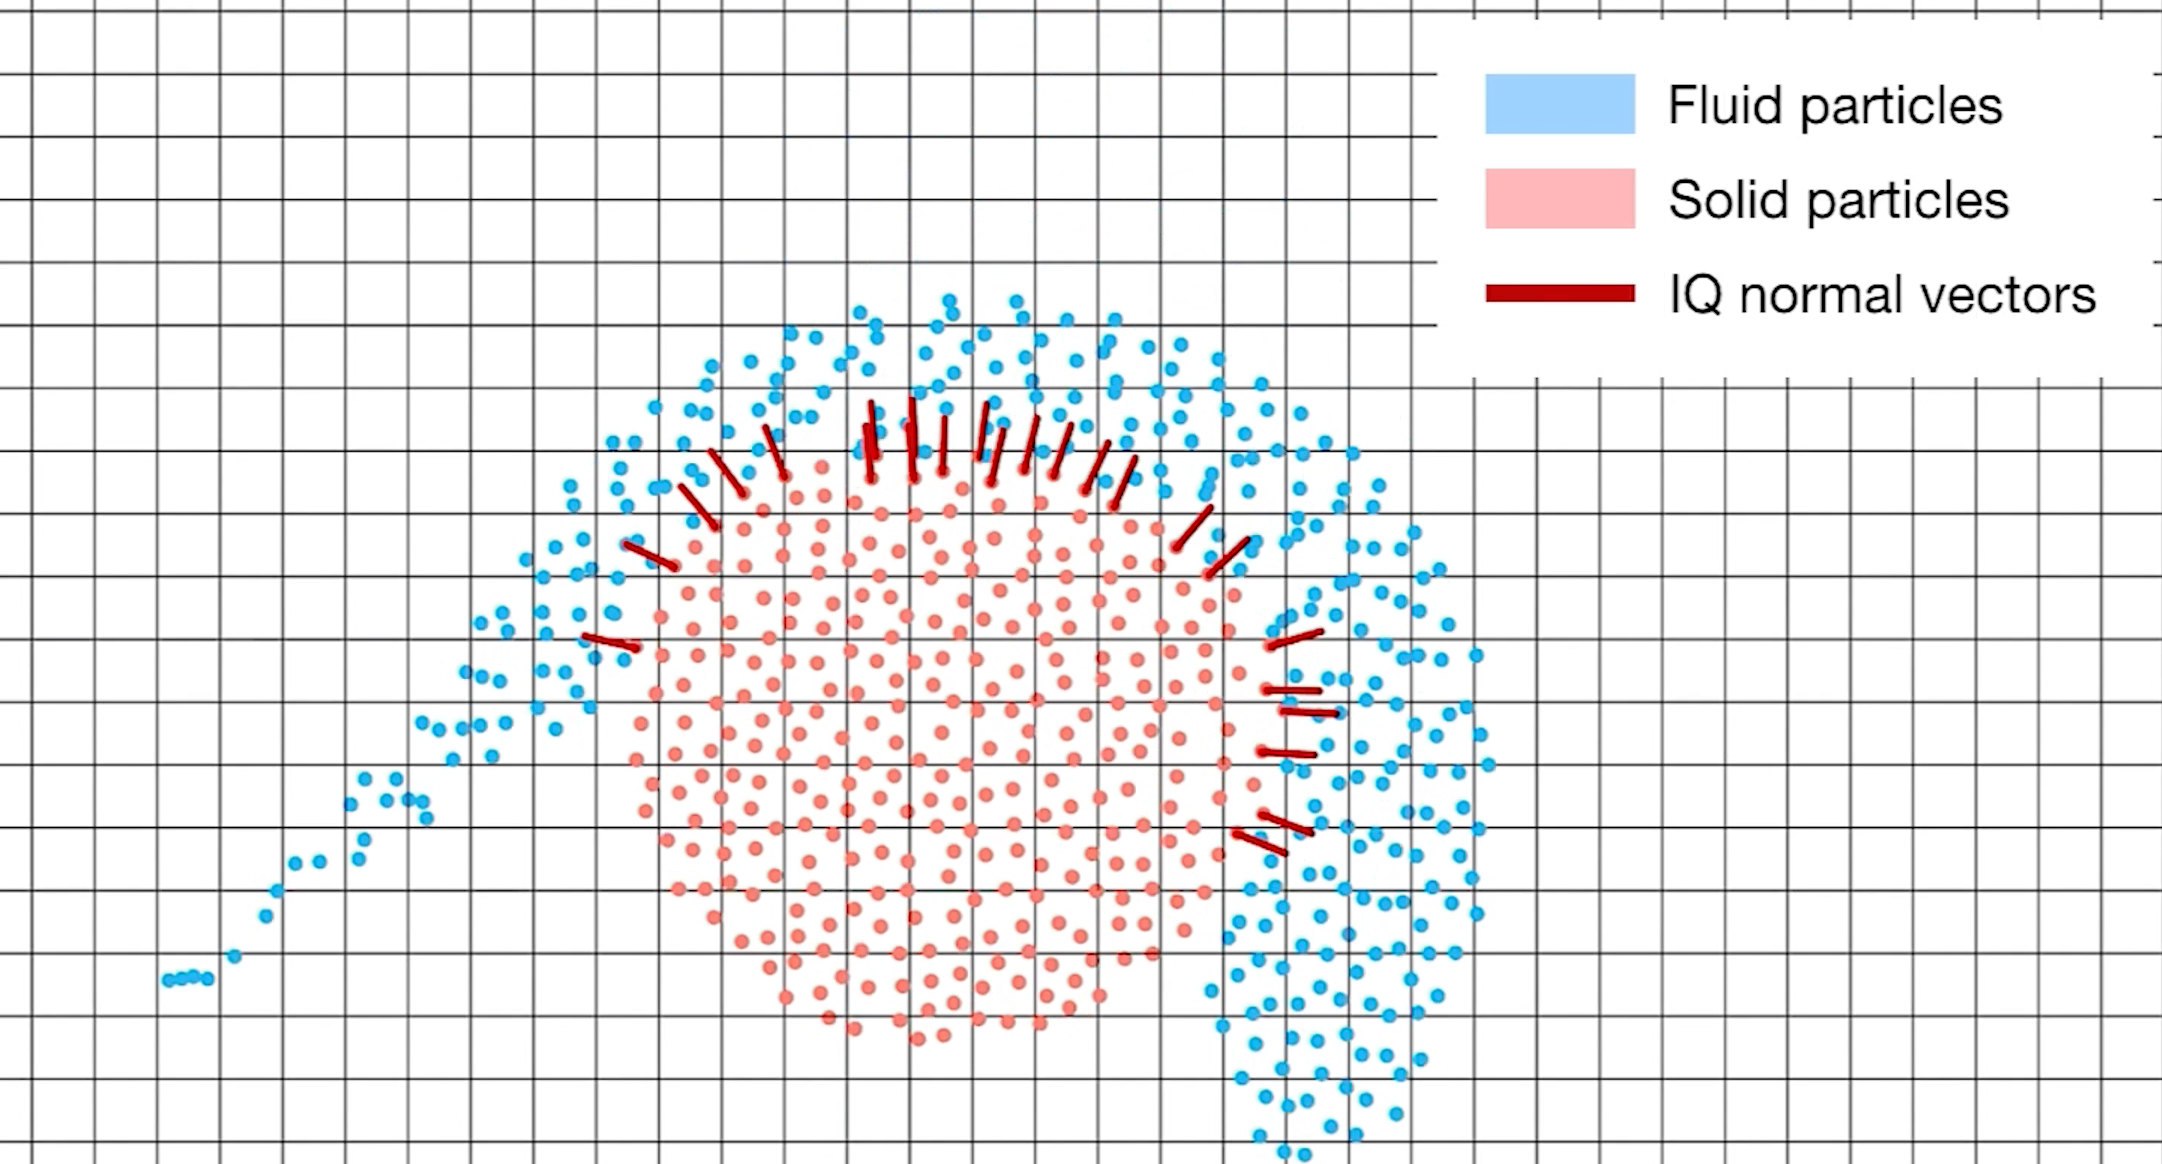 Fluid particles
Solid particles
IQ normal vectors